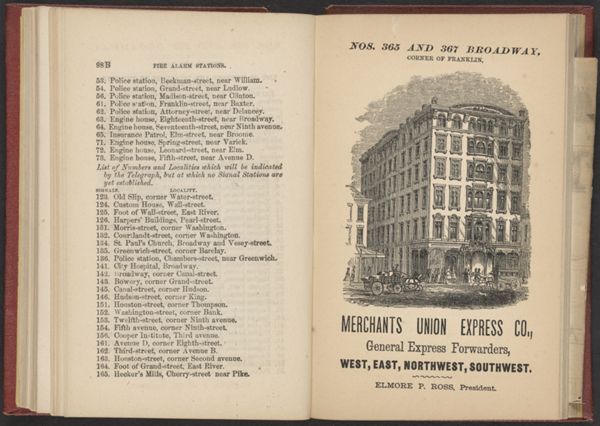 98B
FIRE ALARM STATIONS.
53. Police station, Beekman-street, near William.
54. Police station, Grand-street, near Ludlow.
56. Police station, Madison-street, near Clinton.
61. Police station, Franklin-street, near Baxter.
62. Police station, Attorney-street, near Delancey.
63. Engine house, Eighteenth-street, near Broadway.
64. Engine house, Seventeenth-street, near Ninth avenue.
65. Insurance Patrol, Elm-street, near Broome.
71. Engine house, Spring-street, near Varick.
72. Engine house, Leonard-street, near Elm.
73. Engine house, Fifth-street, near Avenue D.
List of Numbers and Localities which will be indicated
by the Telegraph, but at which no Signal Stations are
yet established.
SIGNALS. LOCALITY.
123. Old Slip, corner Water-street.
124. Custom House, Wall-street.
125. Foot of Wall-street, East River.
126. Harpers' Buildings, Pearl-street.
131. Morris-street, corner Washington.
132. Courtlandt-street, corner Washington.
134. St. Paul's Church, Broadway and Vesey-street.
135. Greenwich-street, corner Barclay.
136. Police station, Chambers-street, near Greenwich.
141. City Hospital, Broadway.
142. Broadway, corner Canal-street.
143. Bowery, corner Grand-street.
145. Canal-street, corner Hudson.
146. Hudson-street, corner King.
151. Houston-street, corner Thompson.
152. Washington-street, corner Bank.
153. Twelfth-street, corner Ninth avenue.
154. Fifth avenue, corner Ninth-street.
156. Cooper Institute, Third avenue.
161. Avenue D, corner Eighth-street.
162. Third-street, corner Avenue B.
163. Houston-street, corner Second avenue.
164. Foot of Grand-street, East River.
165. Hecker's Mills, Cherry-street near Pike.
NOS. 365 AND 367 BROADWAY,
CORNER OF FRANKLIN,
MERCHANTS UNION EXPRESS CO.,
General Express Forwarders,
WEST, EAST, NORTHWEST, SOUTHWEST.
ELMORE P. ROSS, President.